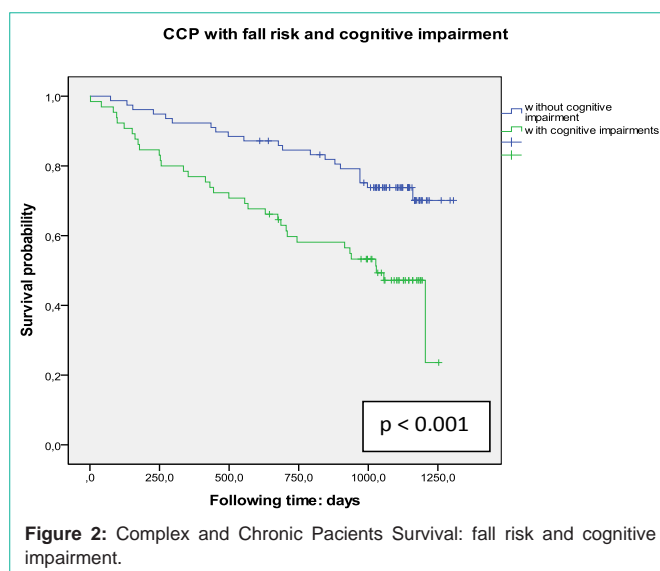 CCP with fall risk and cognitive impairment
without cognitive
impairment
with cognitive impairments
1,0
0,8
0,6
0,4
0,2
0,0
Survival probability
p < 0.001
,0
250,0
500,0
750,0
1000,0
1250,0
Following time: days
Figure 2: Complex and Chronic Pacients Survival: fall risk and cognitive
impairment.